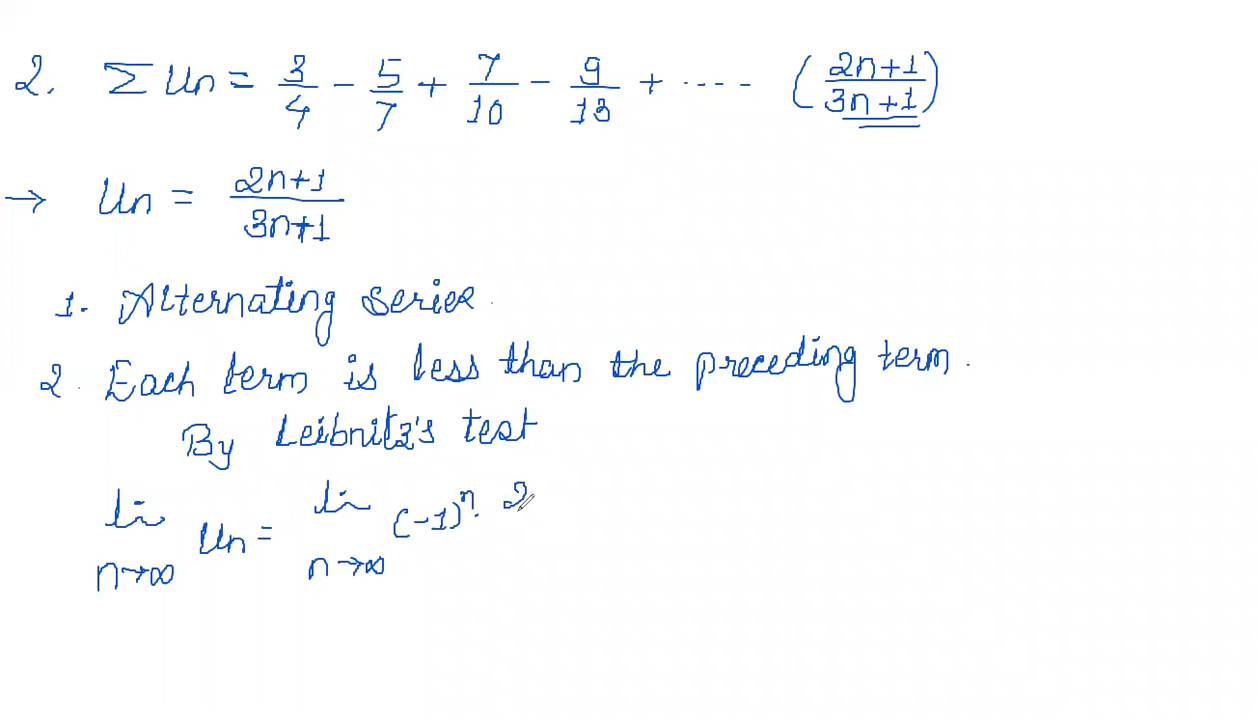 2. Σ Un = 3/4 - 5/7 + 7/10 - 9/13 + ---- (2n+1/3n+1)
→ Un = 2n+1/3n+1
1. Alternating series.
2. Each term is less than the preceding term.
By Leibnitz's test
lim n→∞ Un = lim n→∞ (-1)^n. 2